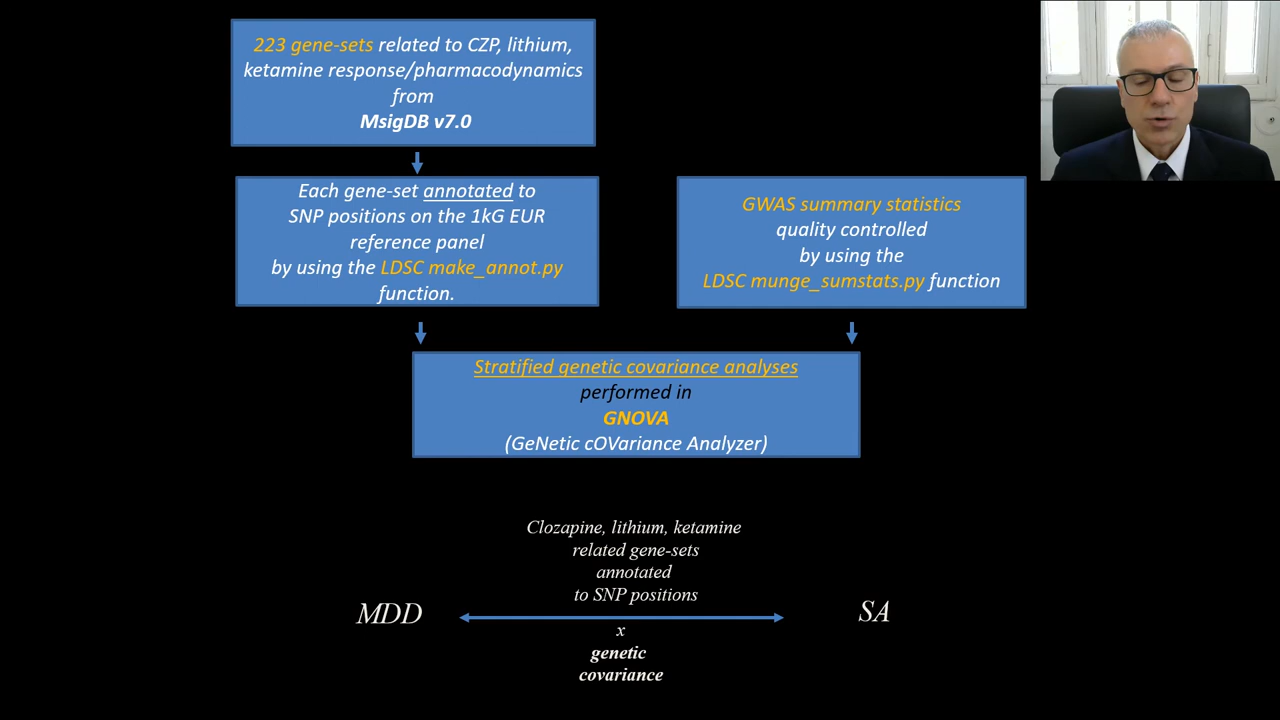 223 gene-sets related to CZP, lithium,
ketamine response/pharmacodynamics
from
MsigDB v7.0
Each gene-set annotated to
SNP positions on the 1kG EUR
reference panel
by using the LDSC make_annot.py
function.
GWAS summary statistics
quality controlled
by using the
LDSC munge_sumstats.py function
Stratified genetic covariance analyses
performed in
GNOVA
(GeNetic cOVariance Analyzer)
Clozapine, lithium, ketamine
related gene-sets
annotated
to SNP positions
MDD
SA
x
genetic
covariance